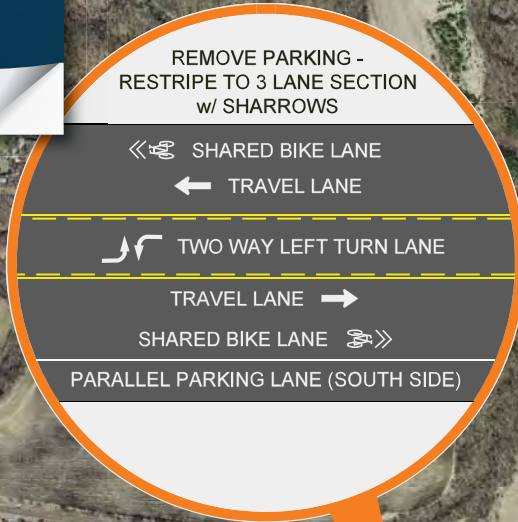 REMOVE PARKING -
RESTRIPE TO 3 LANE SECTION
w/ SHARROWS
SHARED BIKE LANE
TRAVEL LANE
TWO WAY LEFT TURN LANE
TRAVEL LANE
SHARED BIKE LANE
PARALLEL PARKING LANE (SOUTH SIDE)